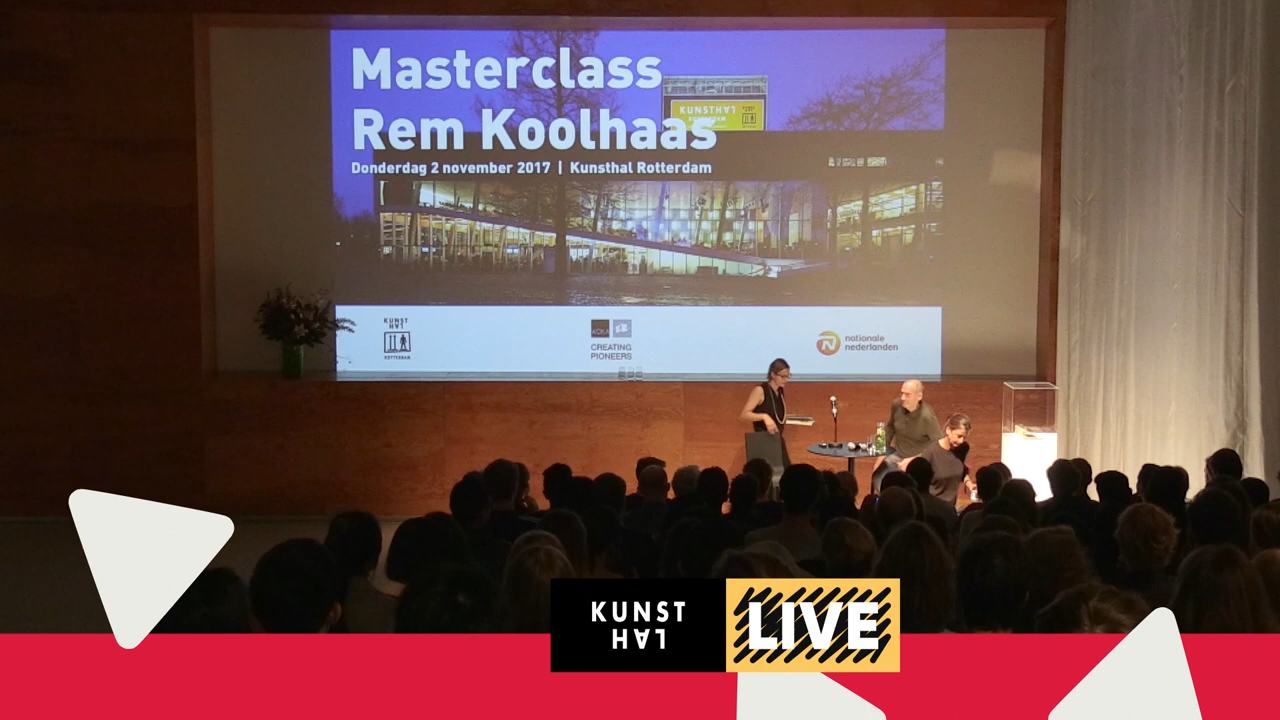 Masterclass
Rem Koolhaas
Donderdag 2 november 2017 | Kunsthal Rotterdam
KUNSTHAL
KUNST
HAL
ROTTERDAM
CREATING
PIONEERS
nationale
nederlanden
KUNST
HAL
LIVE